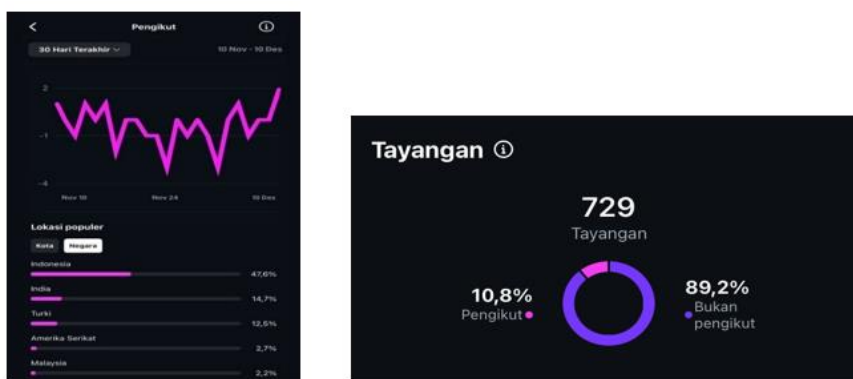 Pengikut
30 Hari Terakhir
10 Nov - 10 Des
2
-1
-4
Nov 10 Nov 24 10 Des
Lokasi populer
Kota Negara
Indonesia
47,6%
India
14,7%
Turki
12,5%
Amerika Serikat
2,7%
Malaysia
2,2%
Tayangan
729
Tayangan
10,8%
Pengikut
89,2%
Bukan
pengikut